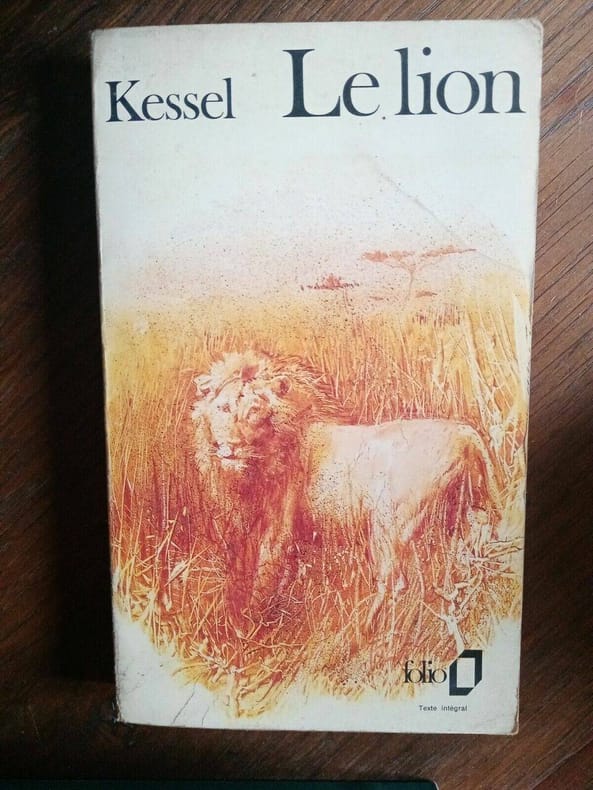 Kessel Le lion
folio
Texte intégral